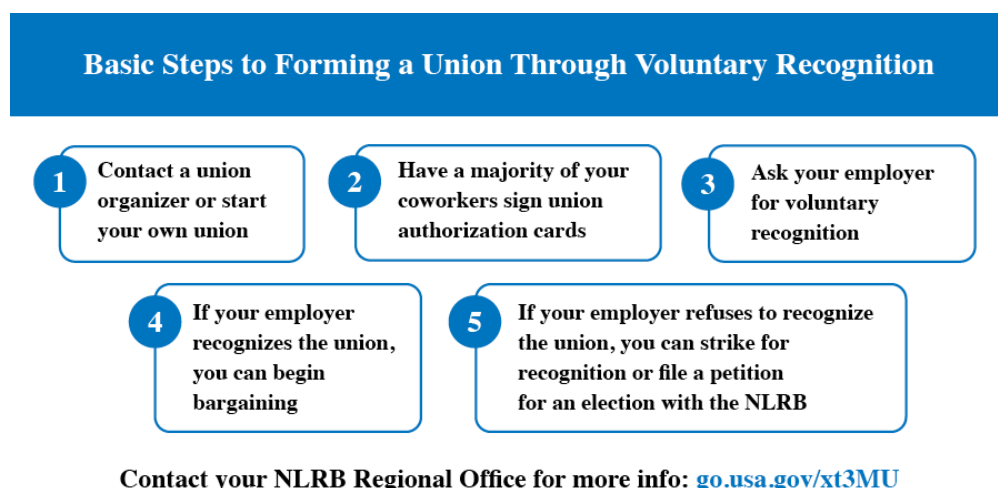 Basic Steps to Forming a Union Through Voluntary Recognition
1
Contact a union
organizer or start
your own union
2
Have a majority of your
coworkers sign union
authorization cards
3
Ask your employer
for voluntary
recognition
4
If your employer
recognizes the union,
you can begin
bargaining
5
If your employer refuses to recognize
the union, you can strike for
recognition or file a petition
for an election with the NLRB
Contact your NLRB Regional Office for more info: go.usa.gov/xt3MU